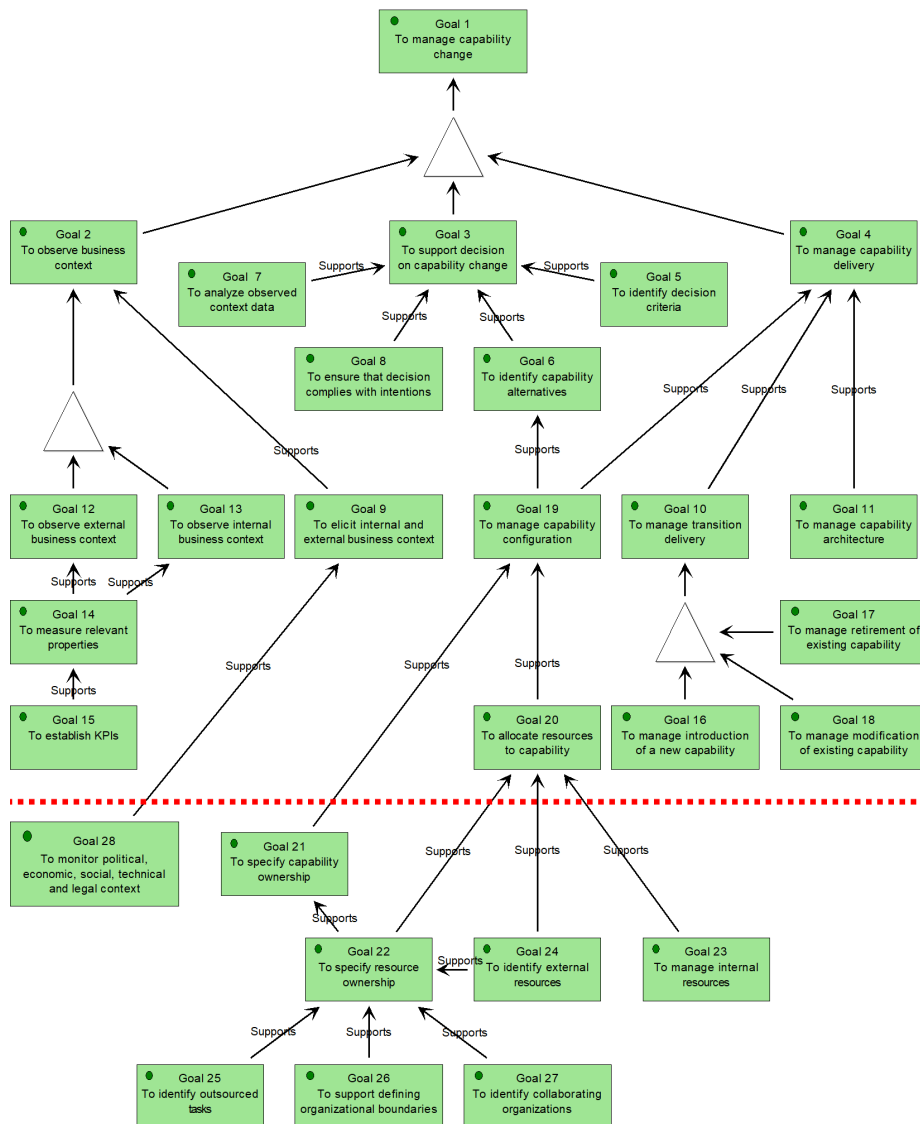 Goal 1
To manage capability
change
Goal 2
To observe business
context
Goal 3
To support decision
on capability change
Goal 4
To manage capability
delivery
Goal 7
To analyze observed
context data
Supports
Supports
Goal 5
To identify decision
criteria
Supports
Supports
Goal 8
To ensure that decision
complies with intentions
Goal 6
To identify capability
alternatives
Supports
Supports
Supports
Supports
Supports
Goal 12
To observe external
business context
Goal 13
To observe internal
business context
Goal 9
To elicit internal and
external business context
Goal 19
To manage capability
configuration
Goal 10
To manage transition
delivery
Goal 11
To manage capability
architecture
Supports
Supports
Goal 14
To measure relevant
properties
Goal 17
To manage retirement of
existing capability
Supports
Supports
Supports
Supports
Goal 15
To establish KPIs
Goal 20
To allocate resources
to capability
Goal 16
To manage introduction
of a new capability
Goal 18
To manage modification
of existing capability
Goal 28
To monitor political,
economic, social, technical
and legal context
Goal 21
To specify capability
ownership
Supports
Supports
Supports
Supports
Goal 22
To specify resource
ownership
Supports
Goal 24
To identify external
resources
Goal 23
To manage internal
resources
Supports
Supports
Supports
Goal 25
To identify outsourced
tasks
Goal 26
To support defining
organizational boundaries
Goal 27
To identify collaborating
organizations